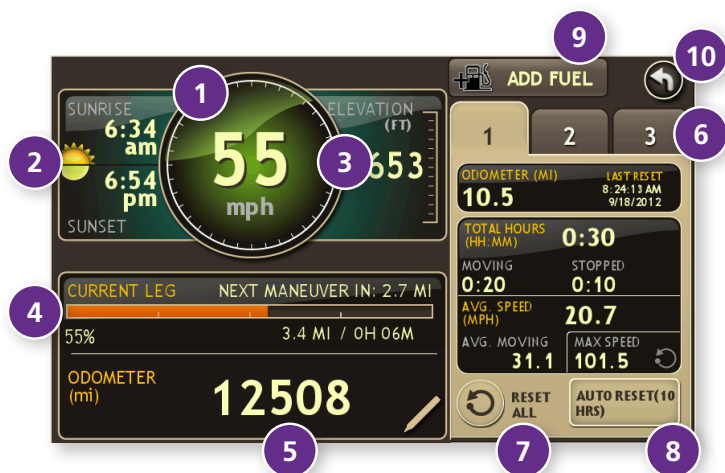 9
10
ADD FUEL
1
SUNRISE
ELEVATION
(FT)
6:34
am
1
2
3
6
2
55
3
653
6:54
pm
mph
SUNSET
ODOMETER (MI)
LAST RESET
10.5
8:24:13 AM
9/18/2012
TOTAL HOURS
(HH:MM)
0:30
MOVING
STOPPED
0:20
0:10
4
CURRENT LEG
NEXT MANEUVER IN: 2.7 MI
55%
3.4 MI / 0H 06M
AVG. SPEED
(MPH)
20.7
AVG. MOVING
MAX SPEED
31.1
101.5
ODOMETER
(mi)
12508
5
RESET
ALL
AUTO RESET(10
HRS)
7
8